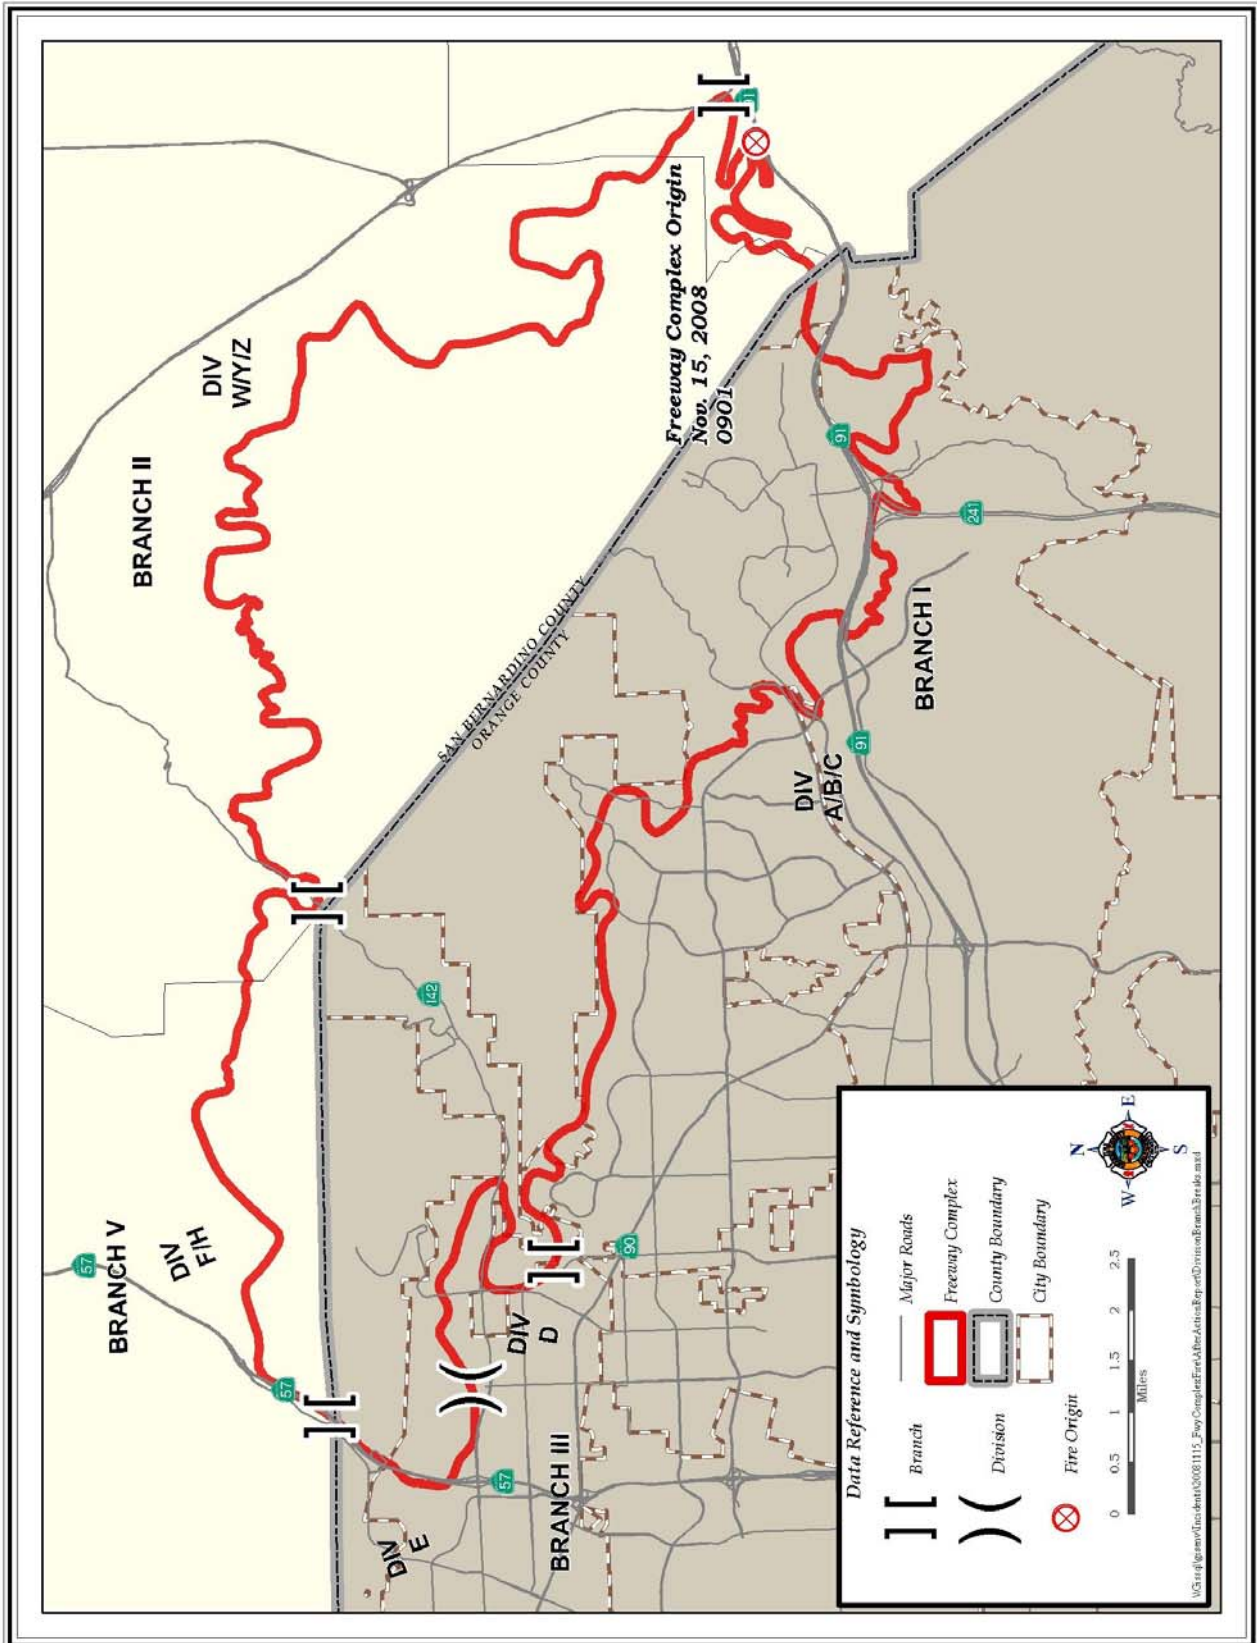 BRANCH V
57
DIV
F/H
57
BRANCH II
DIV
W/Y/Z
Freeway Complex Origin
Nov. 15, 2008
0901
91
SAN BERNARDINO COUNTY
ORANGE COUNTY
142
DIV
E
57
BRANCH III
DIV
D
90
DIV
A/B/C
91
BRANCH I
241
91
Data Reference and Symbology
Branch
Major Roads
Freeway Complex
Division
County Boundary
City Boundary
Fire Origin
0 0.5 1 1.5 2 2.5
Miles
N
W
E
S